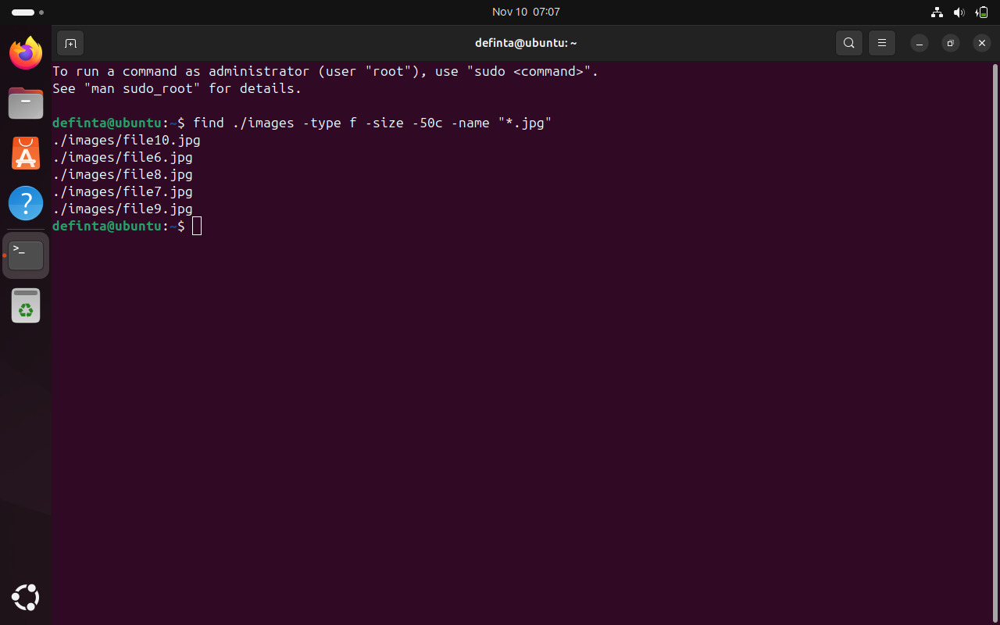 Nov 10 07:07
definta@ubuntu: ~
To run a command as administrator (user "root"), use "sudo <command>".
See "man sudo_root" for details.
definta@ubuntu:~$ find ./images -type f -size -50c -name "*.jpg"
./images/file10.jpg
./images/file6.jpg
./images/file8.jpg
./images/file7.jpg
./images/file9.jpg
definta@ubuntu:~$